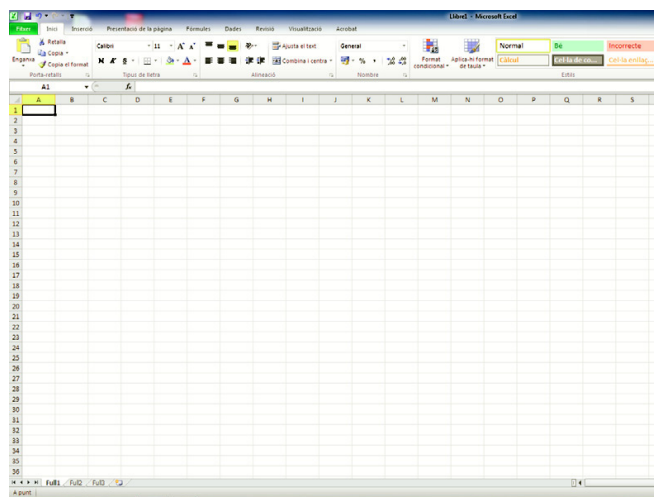 Llibre1 - Microsoft Excel
Fitxer Inici Inserció Presentació de la pàgina Fórmules Dades Revisió Visualització Acrobat
Enganxa
Retalla
Copia
Copia el format
Porta-retalls
Calibri 11 A A
N K S A
Tipus de lletra
Ajusta el text
Combina i centra
Alineació
General
% ,00
Nombre
Format condicional
Aplica-hi format de taula
Normal Bé Incorrecte
Càlcul Cel·la de co... Cel·la enllaç...
Estils
A1 fx
A B C D E F G H I J K L M N O P Q R S
1
2
3
4
5
6
7
8
9
10
11
12
13
14
15
16
17
18
19
20
21
22
23
24
25
26
27
28
29
30
31
32
33
34
35
36
Full1 Full2 Full3
A punt